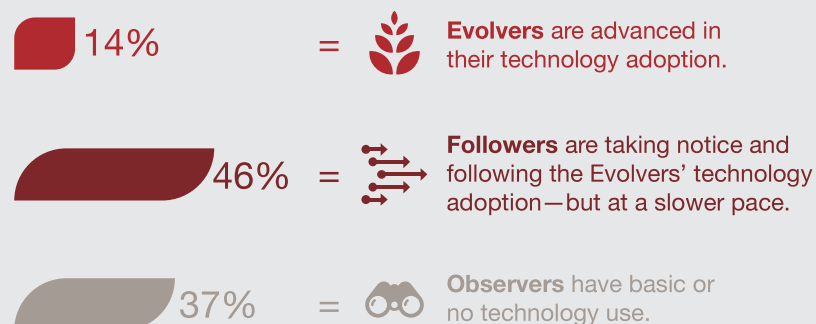 14% = Evolvers are advanced in
their technology adoption.
46% = Followers are taking notice and
following the Evolvers’ technology
adoption—but at a slower pace.
37% = Observers have basic or
no technology use.